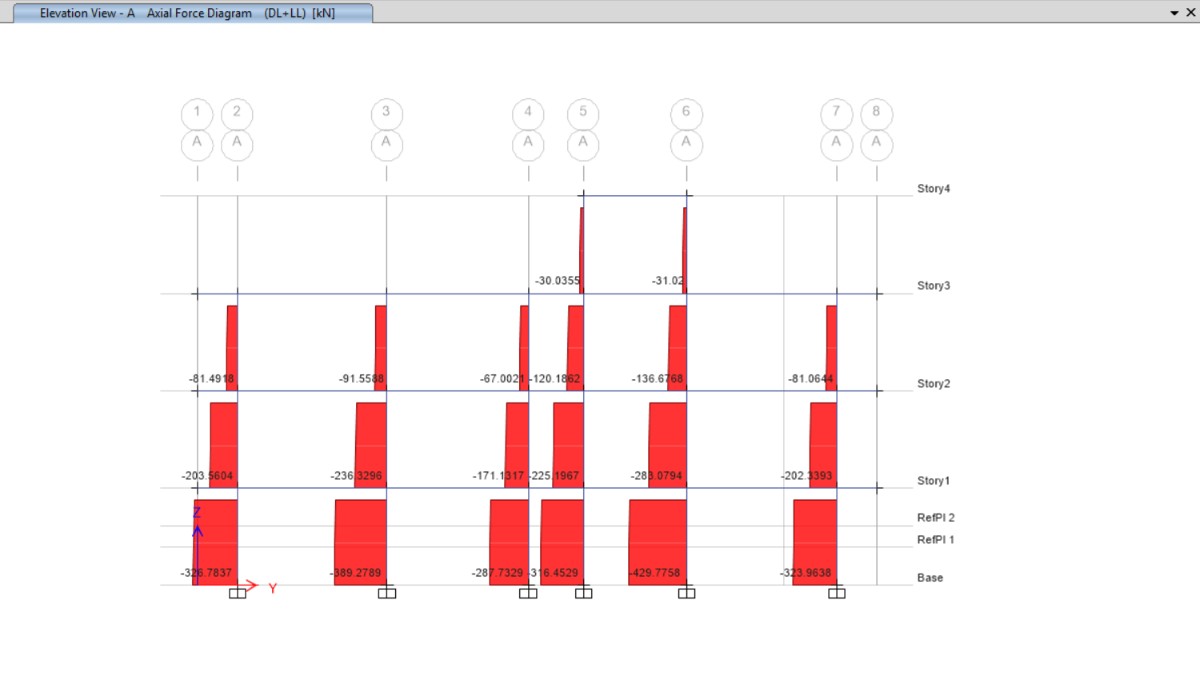 Elevation View - A Axial Force Diagram (DL+LL) [kN]
1 2 3 4 5 6 7 8
A A A A A A A A
Story4
-30.0355 -31.02
Story3
-81.4918 -91.5588 -67.0021 -120.1862 -136.6768 -81.0644
Story2
-203.5604 -236.3296 -171.1317 -225.1967 -283.0794 -202.3393
Story1
Z
RefPl 2
RefPl 1
-326.7837 -389.2789 -287.7329 -316.4529 -429.7758 -323.9638
Base
Y